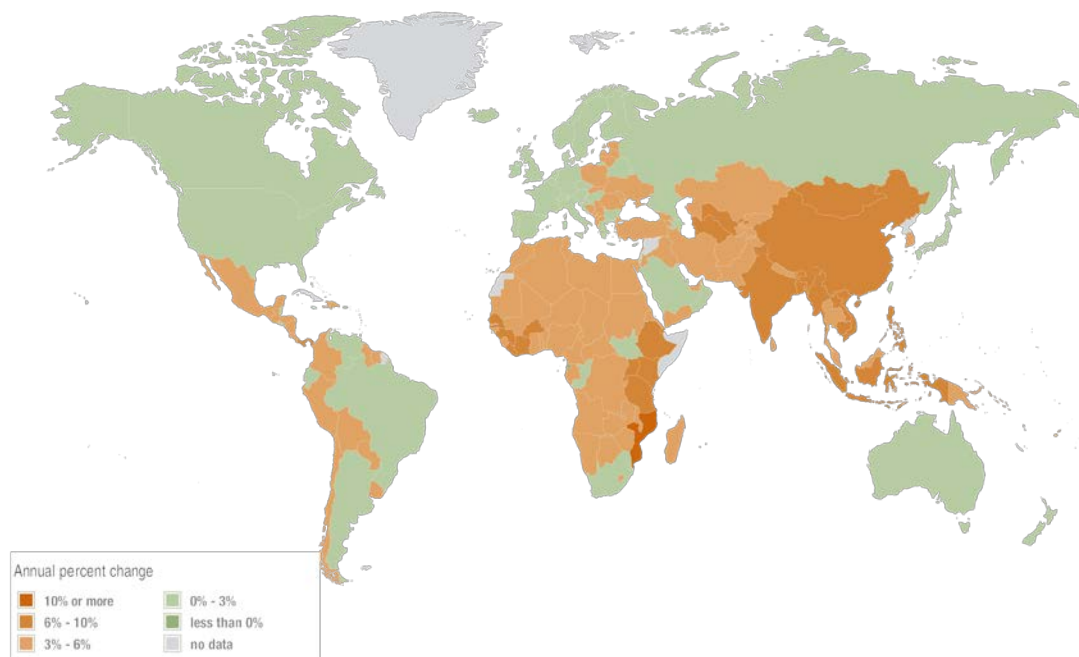 Annual percent change
10% or more
6% - 10%
3% - 6%
0% - 3%
less than 0%
no data